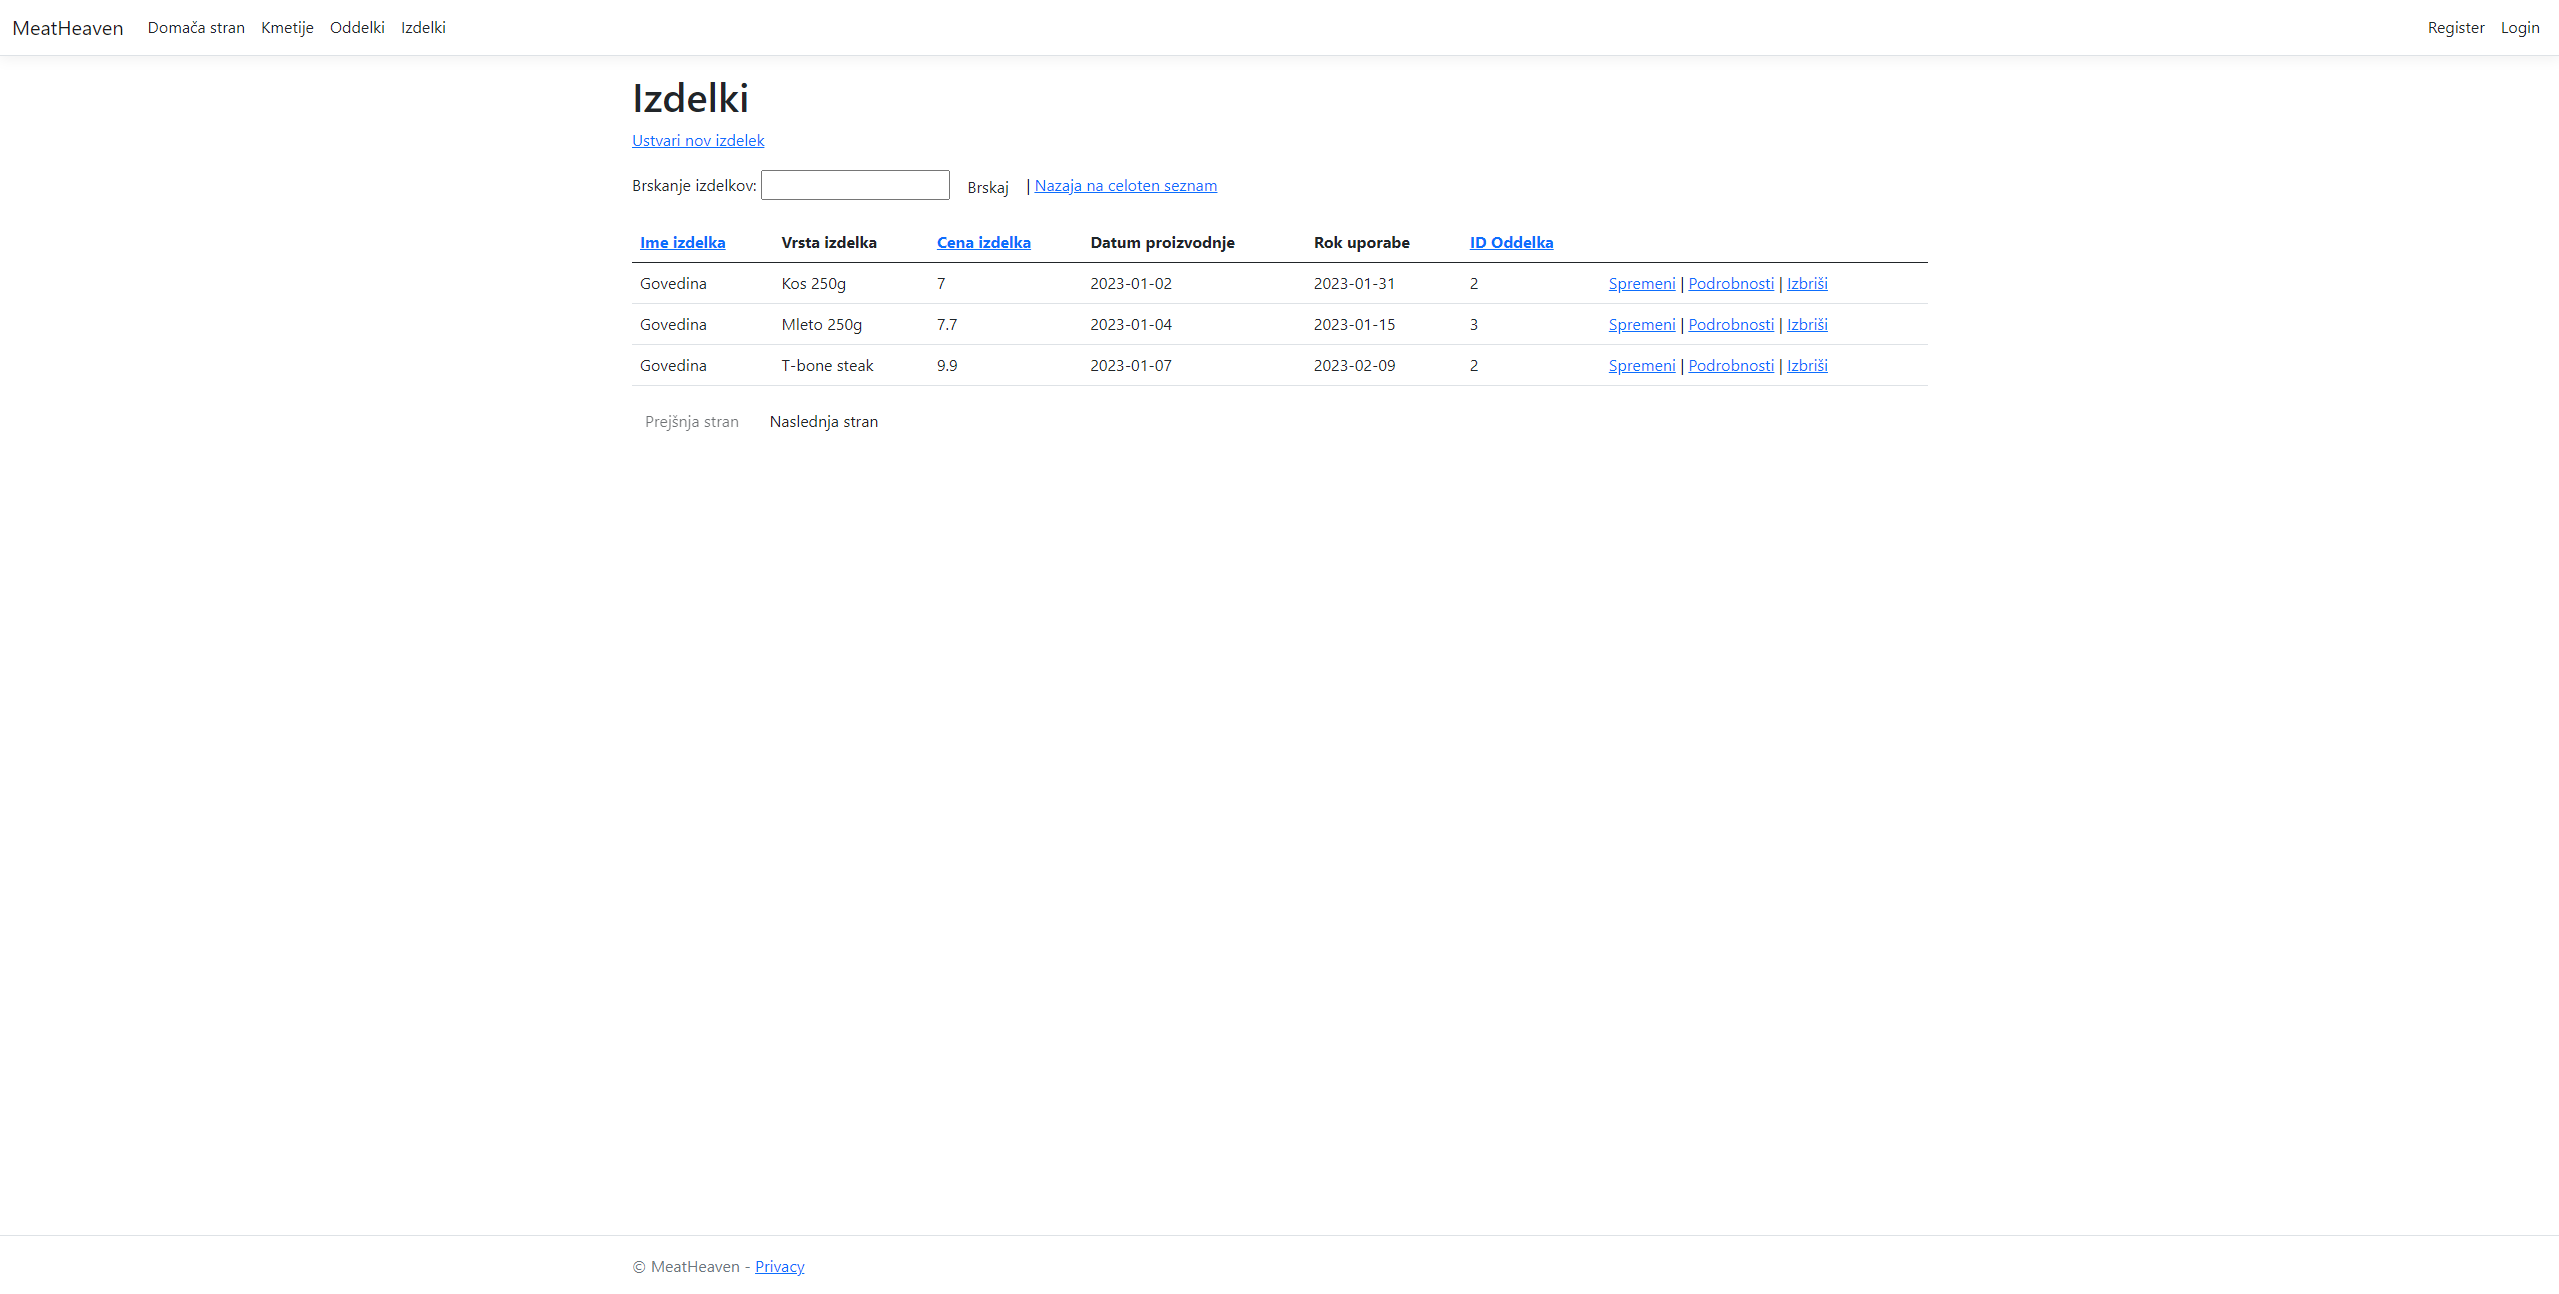 MeatHeaven Domača stran Kmetije Oddelki Izdelki Register Login
Izdelki
Ustvari nov izdelek
Brskanje izdelkov: Brskaj | Nazaja na celoten seznam
Ime izdelka Vrsta izdelka Cena izdelka Datum proizvodnje Rok uporabe ID Oddelka
Govedina Kos 250g 7 2023-01-02 2023-01-31 2 Spremeni | Podrobnosti | Izbriši
Govedina Mleto 250g 7.7 2023-01-04 2023-01-15 3 Spremeni | Podrobnosti | Izbriši
Govedina T-bone steak 9.9 2023-01-07 2023-02-09 2 Spremeni | Podrobnosti | Izbriši
Prejšnja stran Naslednja stran
© MeatHeaven - Privacy